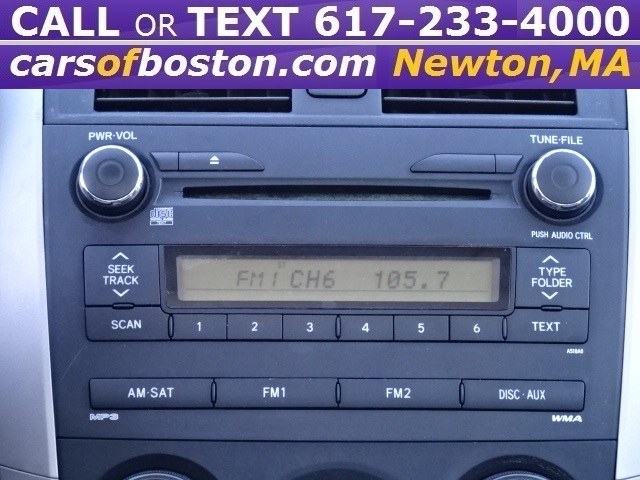 CALL OR TEXT 617-233-4000
carsofboston.com Newton, MA
PWR·VOL
TUNE·FILE
PUSH AUDIO CTRL
SEEK
TRACK
ST
FM1 CH6 105.7
TYPE
FOLDER
SCAN 1 2 3 4 5 6 TEXT
A518A9
AM·SAT FM1 FM2 DISC·AUX
MP3 WMA